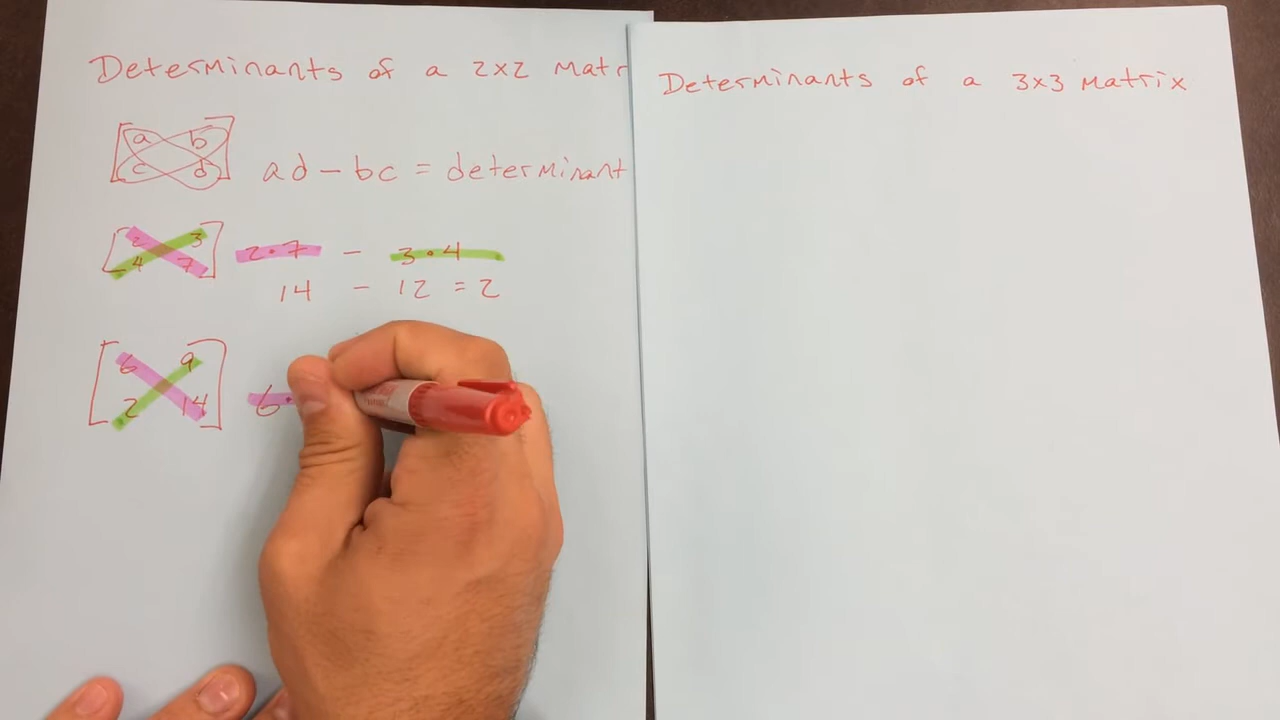 Determinants of a 2x2 Matr
[a b
c d] ad - bc = determinant
[2 3
4 7] 2·7 - 3·4
14 - 12 = 2
[6 9
2 14] 6·
Determinants of a 3x3 Matrix